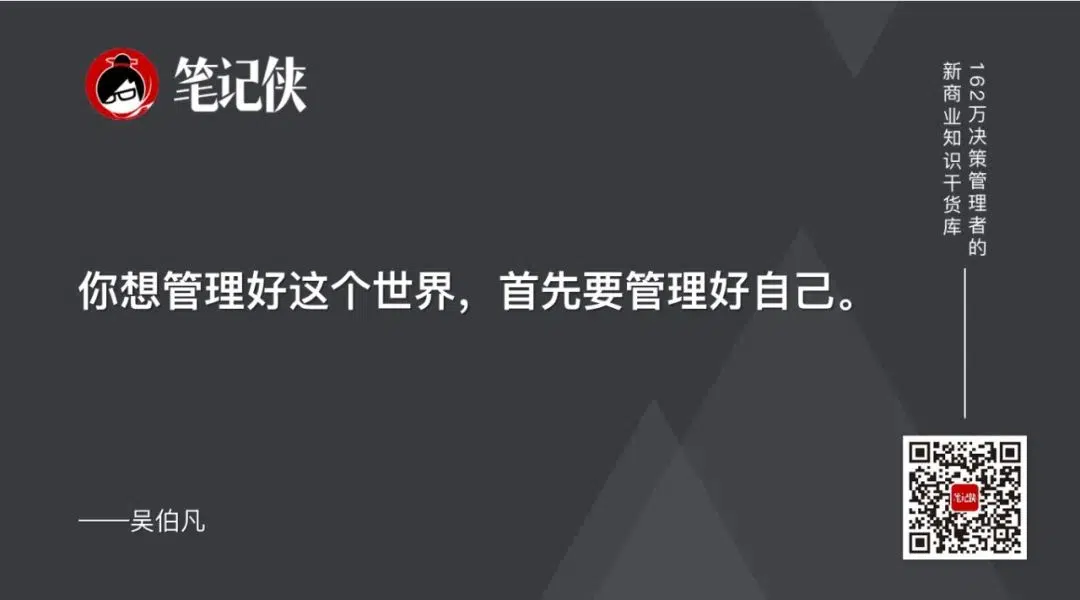 笔记侠
162万决策管理者的
新商业知识干货库
你想管理好这个世界，首先要管理好自己。
——吴伯凡
笔记侠